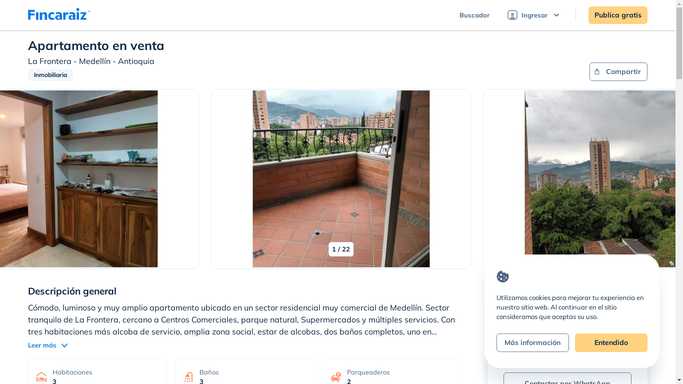 Fincaraiz
Buscador
Ingresar
Publica gratis
Apartamento en venta
La Frontera - Medellín - Antioquia
Inmobiliaria
Compartir
1 / 22
Descripción general
Cómodo, luminoso y muy amplio apartamento ubicado en un sector residencial muy comercial de Medellín. Sector
tranquilo de La Frontera, cercano a Centros Comerciales, parque natural, Supermercados y múltiples servicios. Con
tres habitaciones más alcoba de servicio, amplia zona social, estar de alcobas, dos baños completos, uno en...
Leer más
Habitaciones
3
Baños
3
Parqueaderos
2
Utilizamos cookies para mejorar tu experiencia en
nuestro sitio web. Al continuar en el sitio
consideramos que aceptas su uso.
Más información
Entendido
Contactar por WhatsApp